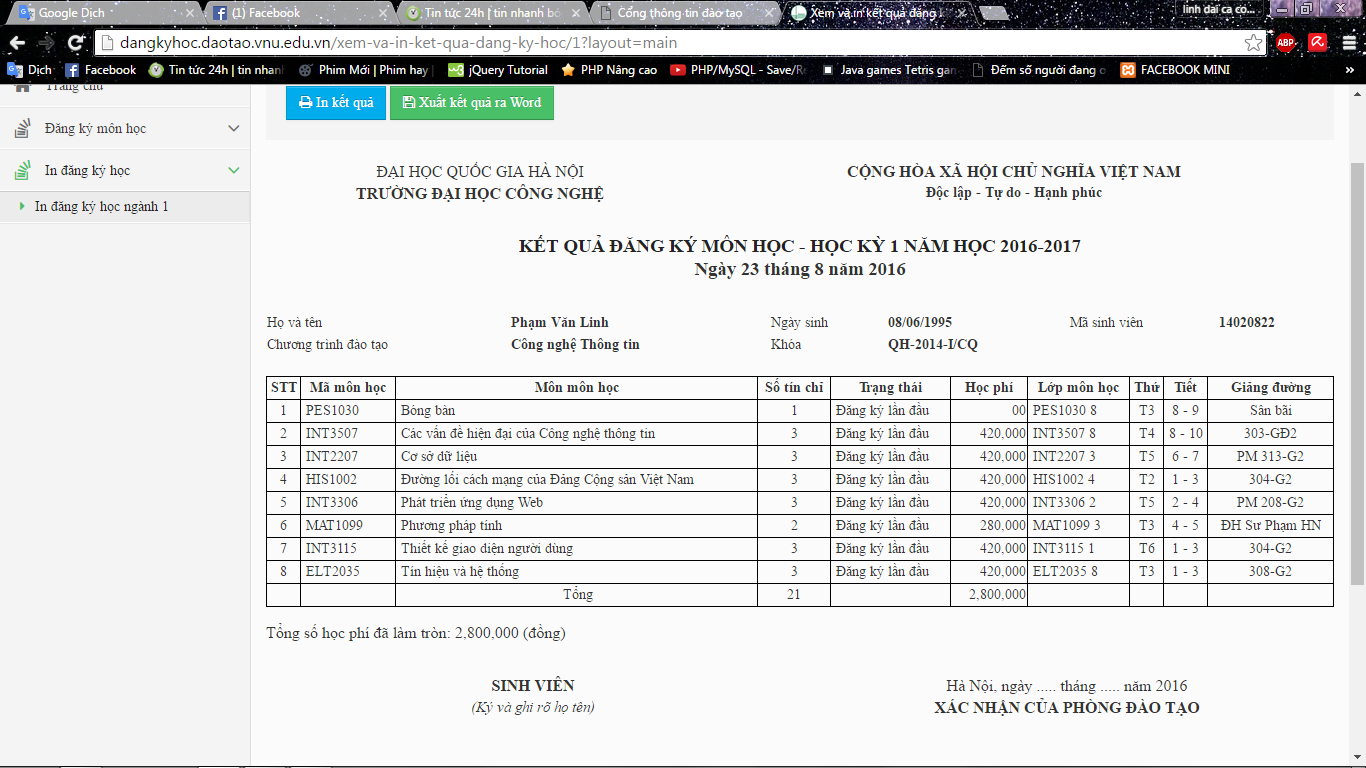 Google Dịch
(1) Facebook
Tin tức 24h | tin nhanh bó
Cổng thông tin đào tạo
Xem và in kết quả đăng k
linh dai ca co...
dangkyhoc.daotao.vnu.edu.vn/xem-va-in-ket-qua-dang-ky-hoc/1?layout=main
ABP
Dịch
Facebook
Tin tức 24h | tin nhan
Phim Mới | Phim hay
jQuery Tutorial
PHP Nâng cao
PHP/MySQL - Save/Re
Java games Tetris gam
Đếm số người đang o
FACEBOOK MINI
»
Trang chủ
Đăng ký môn học
In đăng ký học
In đăng ký học ngành 1
In kết quả
Xuất kết quả ra Word
ĐẠI HỌC QUỐC GIA HÀ NỘI
TRƯỜNG ĐẠI HỌC CÔNG NGHỆ
CỘNG HÒA XÃ HỘI CHỦ NGHĨA VIỆT NAM
Độc lập - Tự do - Hạnh phúc
KẾT QUẢ ĐĂNG KÝ MÔN HỌC - HỌC KỲ 1 NĂM HỌC 2016-2017
Ngày 23 tháng 8 năm 2016
Họ và tên Phạm Văn Linh Ngày sinh 08/06/1995 Mã sinh viên 14020822
Chương trình đào tạo Công nghệ Thông tin Khóa QH-2014-I/CQ
STT Mã môn học Môn môn học Số tín chỉ Trạng thái Học phí Lớp môn học Thứ Tiết Giảng đường
1 PES1030 Bóng bàn 1 Đăng ký lần đầu 00 PES1030 8 T3 8 - 9 Sân bãi
2 INT3507 Các vấn đề hiện đại của Công nghệ thông tin 3 Đăng ký lần đầu 420,000 INT3507 8 T4 8 - 10 303-GĐ2
3 INT2207 Cơ sở dữ liệu 3 Đăng ký lần đầu 420,000 INT2207 3 T5 6 - 7 PM 313-G2
4 HIS1002 Đường lối cách mạng của Đảng Cộng sản Việt Nam 3 Đăng ký lần đầu 420,000 HIS1002 4 T2 1 - 3 304-G2
5 INT3306 Phát triển ứng dụng Web 3 Đăng ký lần đầu 420,000 INT3306 2 T5 2 - 4 PM 208-G2
6 MAT1099 Phương pháp tính 2 Đăng ký lần đầu 280,000 MAT1099 3 T3 4 - 5 ĐH Sư Phạm HN
7 INT3115 Thiết kế giao diện người dùng 3 Đăng ký lần đầu 420,000 INT3115 1 T6 1 - 3 304-G2
8 ELT2035 Tín hiệu và hệ thống 3 Đăng ký lần đầu 420,000 ELT2035 8 T3 1 - 3 308-G2
Tổng 21 2,800,000
Tổng số học phí đã làm tròn: 2,800,000 (đồng)
SINH VIÊN
(Ký và ghi rõ họ tên)
Hà Nội, ngày ..... tháng ..... năm 2016
XÁC NHẬN CỦA PHÒNG ĐÀO TẠO